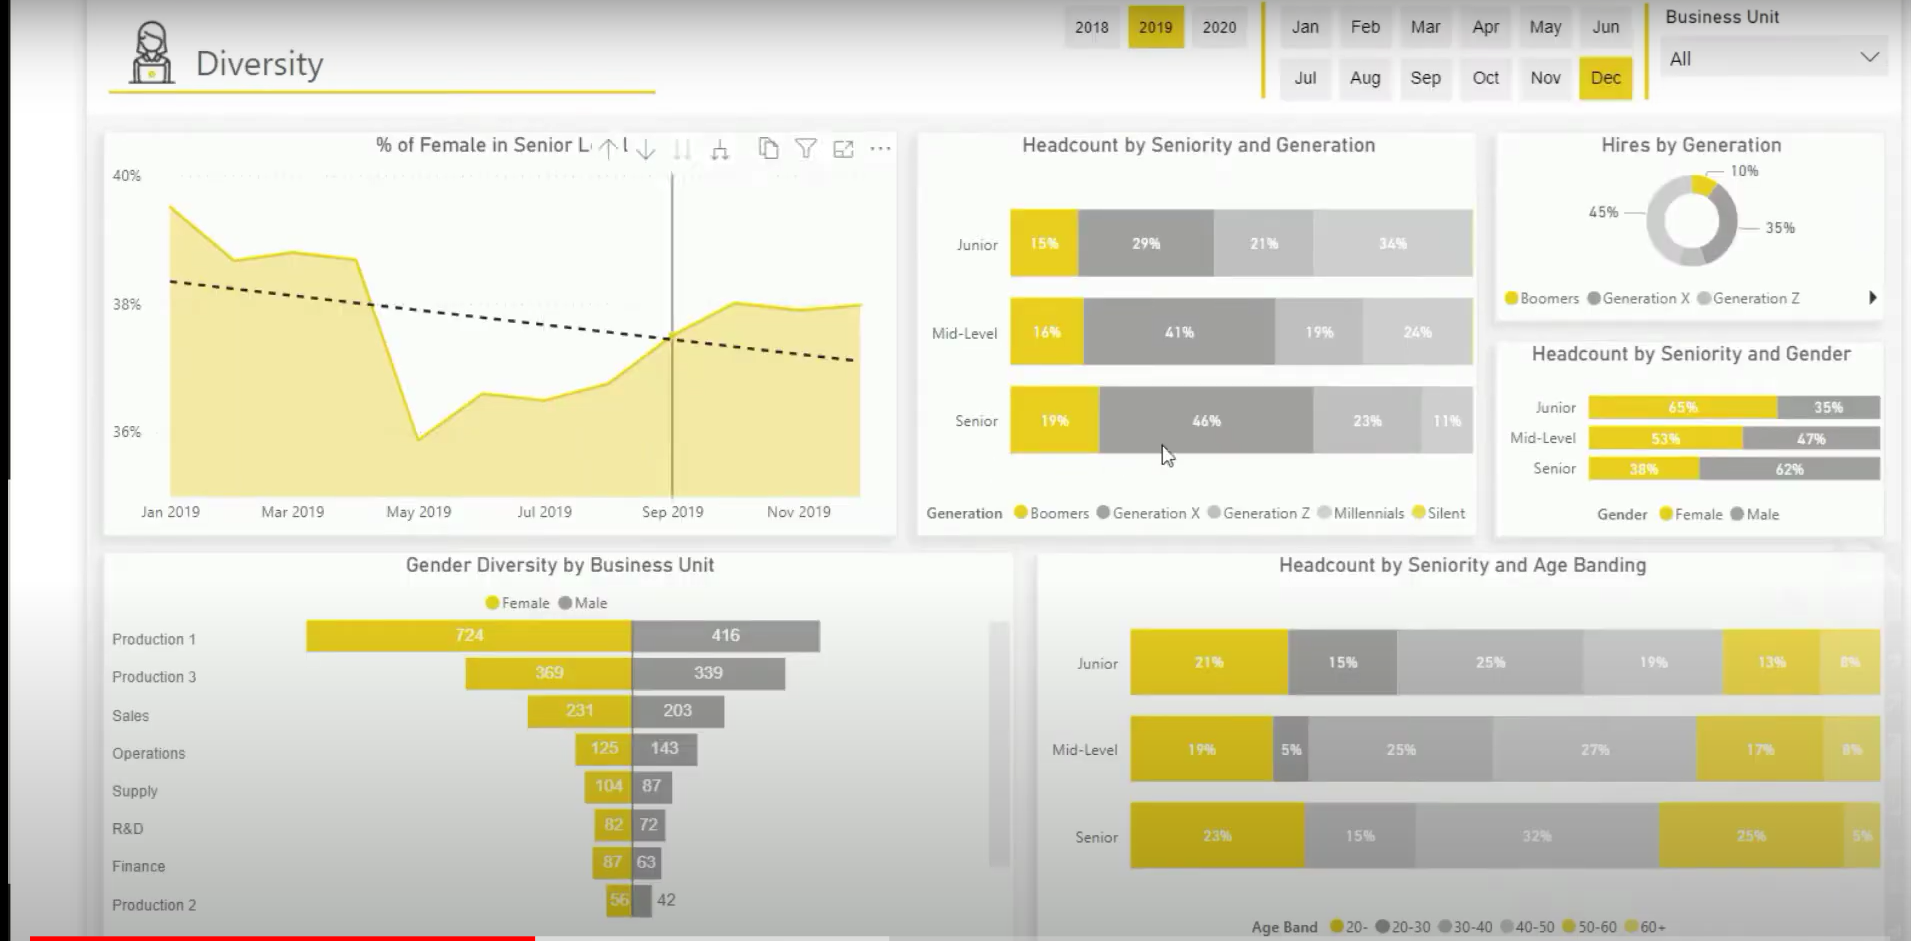 Diversity
2018 2019 2020
Jan Feb Mar Apr May Jun
Jul Aug Sep Oct Nov Dec
Business Unit
All
% of Female in Senior L
40%
38%
36%
Jan 2019 Mar 2019 May 2019 Jul 2019 Sep 2019 Nov 2019
Headcount by Seniority and Generation
Junior 15% 29% 21% 34%
Mid-Level 16% 41% 19% 24%
Senior 19% 46% 23% 11%
Generation Boomers Generation X Generation Z Millennials Silent
Hires by Generation
10%
45%
35%
Boomers Generation X Generation Z
Headcount by Seniority and Gender
Junior 65% 35%
Mid-Level 53% 47%
Senior 38% 62%
Gender Female Male
Gender Diversity by Business Unit
Female Male
Production 1 724 416
Production 3 369 339
Sales 231 203
Operations 125 143
Supply 104 87
R&D 82 72
Finance 87 63
Production 2 56 42
Headcount by Seniority and Age Banding
Junior 21% 15% 25% 19% 13% 8%
Mid-Level 19% 5% 25% 27% 17% 8%
Senior 23% 15% 32% 25% 5%
Age Band 20- 20-30 30-40 40-50 50-60 60+